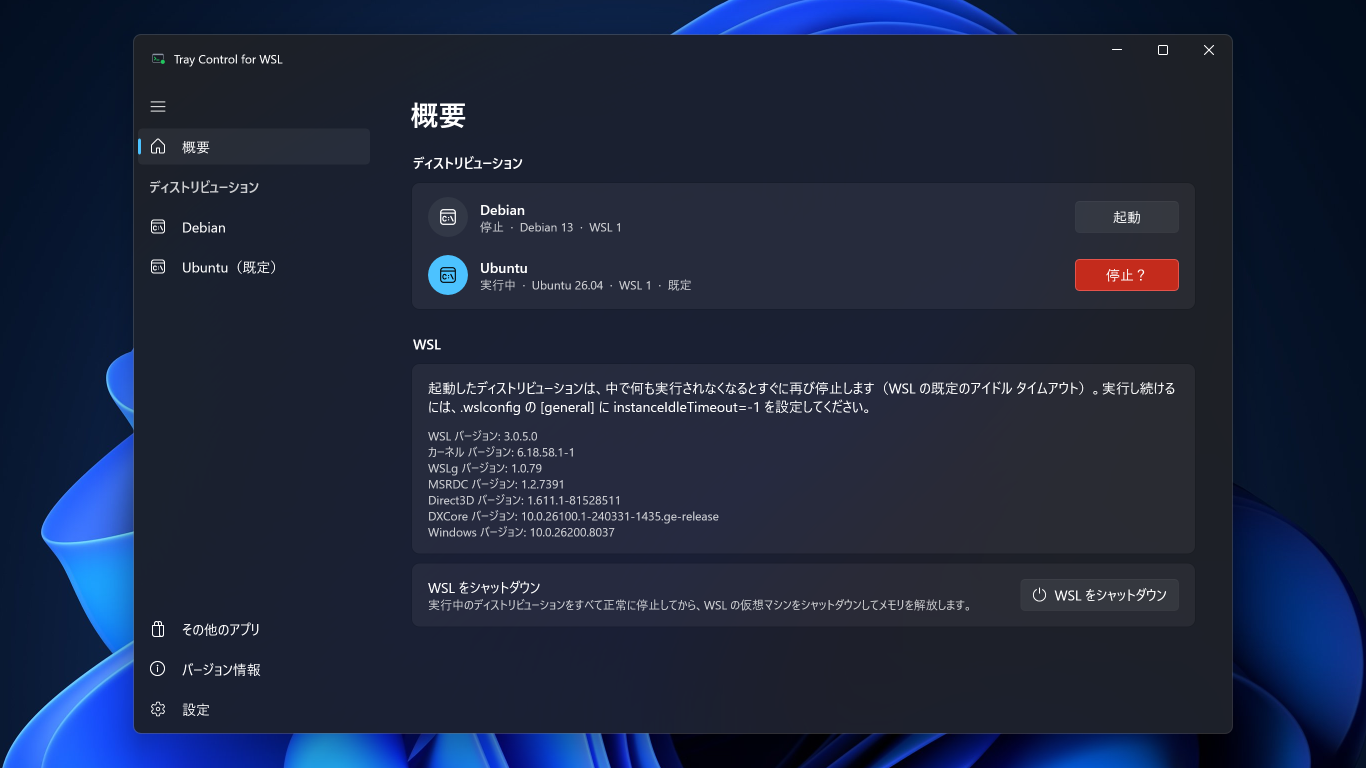 Tray Control for WSL
概要
ディストリビューション
Debian
Ubuntu（既定）
その他のアプリ
バージョン情報
設定
概要
ディストリビューション
Debian
停止 · Debian 13 · WSL 1
起動
Ubuntu
実行中 · Ubuntu 26.04 · WSL 1 · 既定
停止？
WSL
起動したディストリビューションは、中で何も実行されなくなるとすぐに再び停止します（WSL の既定のアイドル タイムアウト）。実行し続ける
には、.wslconfig の [general] に instanceIdleTimeout=-1 を設定してください。
WSL バージョン: 3.0.5.0
カーネル バージョン: 6.18.58.1-1
WSLg バージョン: 1.0.79
MSRDC バージョン: 1.2.7391
Direct3D バージョン: 1.611.1-81528511
DXCore バージョン: 10.0.26100.1-240331-1435.ge-release
Windows バージョン: 10.0.26200.8037
WSL をシャットダウン
実行中のディストリビューションをすべて正常に停止してから、WSL の仮想マシンをシャットダウンしてメモリを解放します。
WSL をシャットダウン